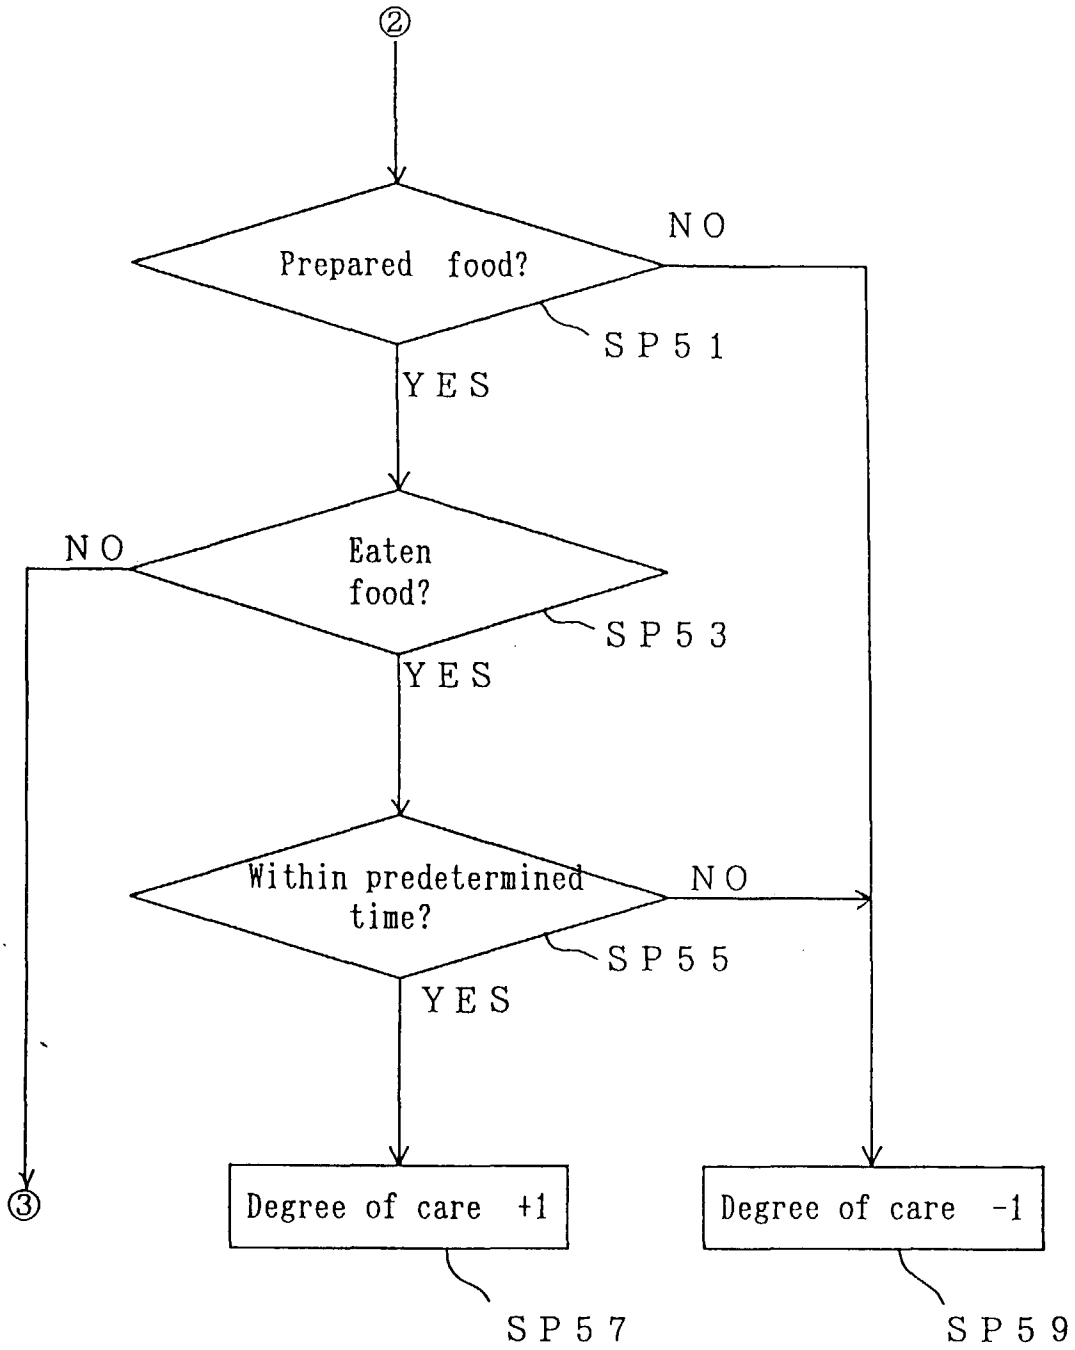 ②
NO
Prepared food?
SP51
YES
NO
Eaten
food?
SP53
YES
Within predetermined
time?
NO
SP55
YES
③
Degree of care +1
Degree of care -1
SP57
SP59